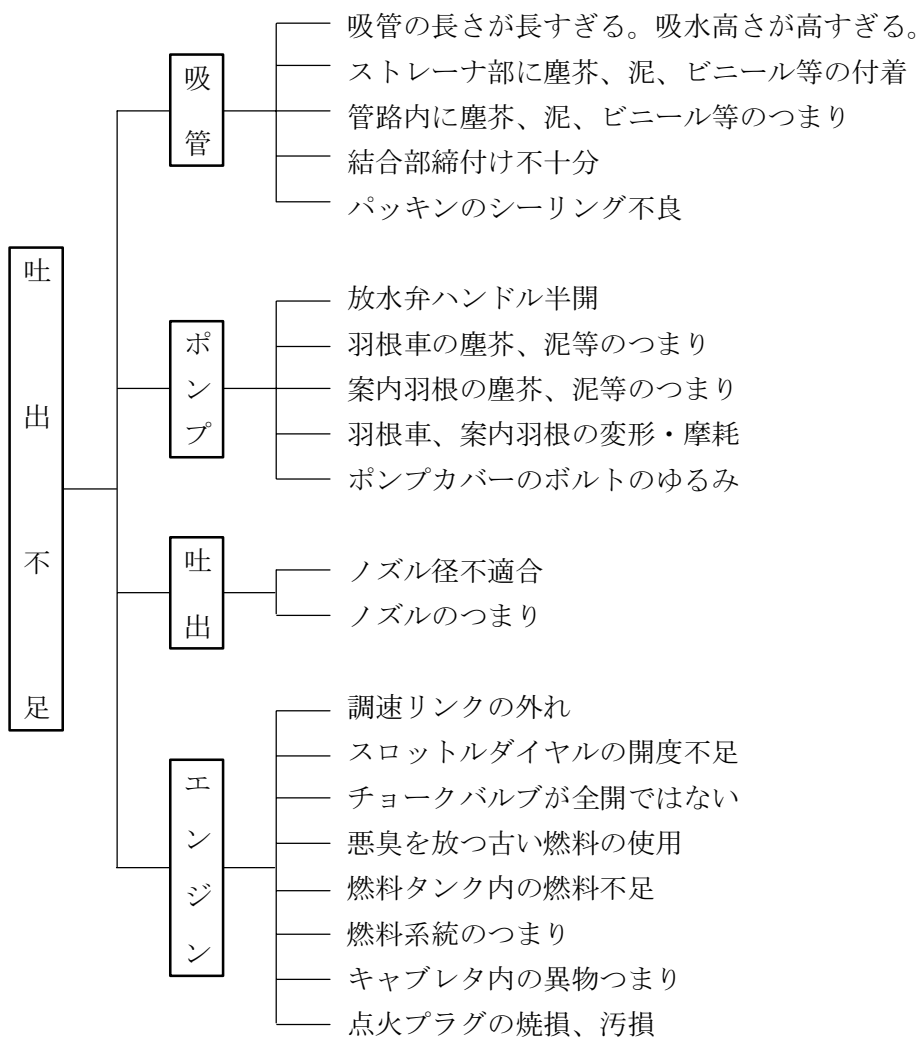 吐出不足
吸管
吸管の長さが長すぎる。吸水高さが高すぎる。
ストレーナ部に塵芥、泥、ビニール等の付着
管路内に塵芥、泥、ビニール等のつまり
結合部締付け不十分
パッキンのシーリング不良
ポンプ
放水弁ハンドル半開
羽根車の塵芥、泥等のつまり
案内羽根の塵芥、泥等のつまり
羽根車、案内羽根の変形・摩耗
ポンプカバーのボルトのゆるみ
吐出
ノズル径不適合
ノズルのつまり
エンジン
調速リンクの外れ
スロットルダイヤルの開度不足
チョークバルブが全開ではない
悪臭を放つ古い燃料の使用
燃料タンク内の燃料不足
燃料系統のつまり
キャブレタ内の異物つまり
点火プラグの焼損、汚損